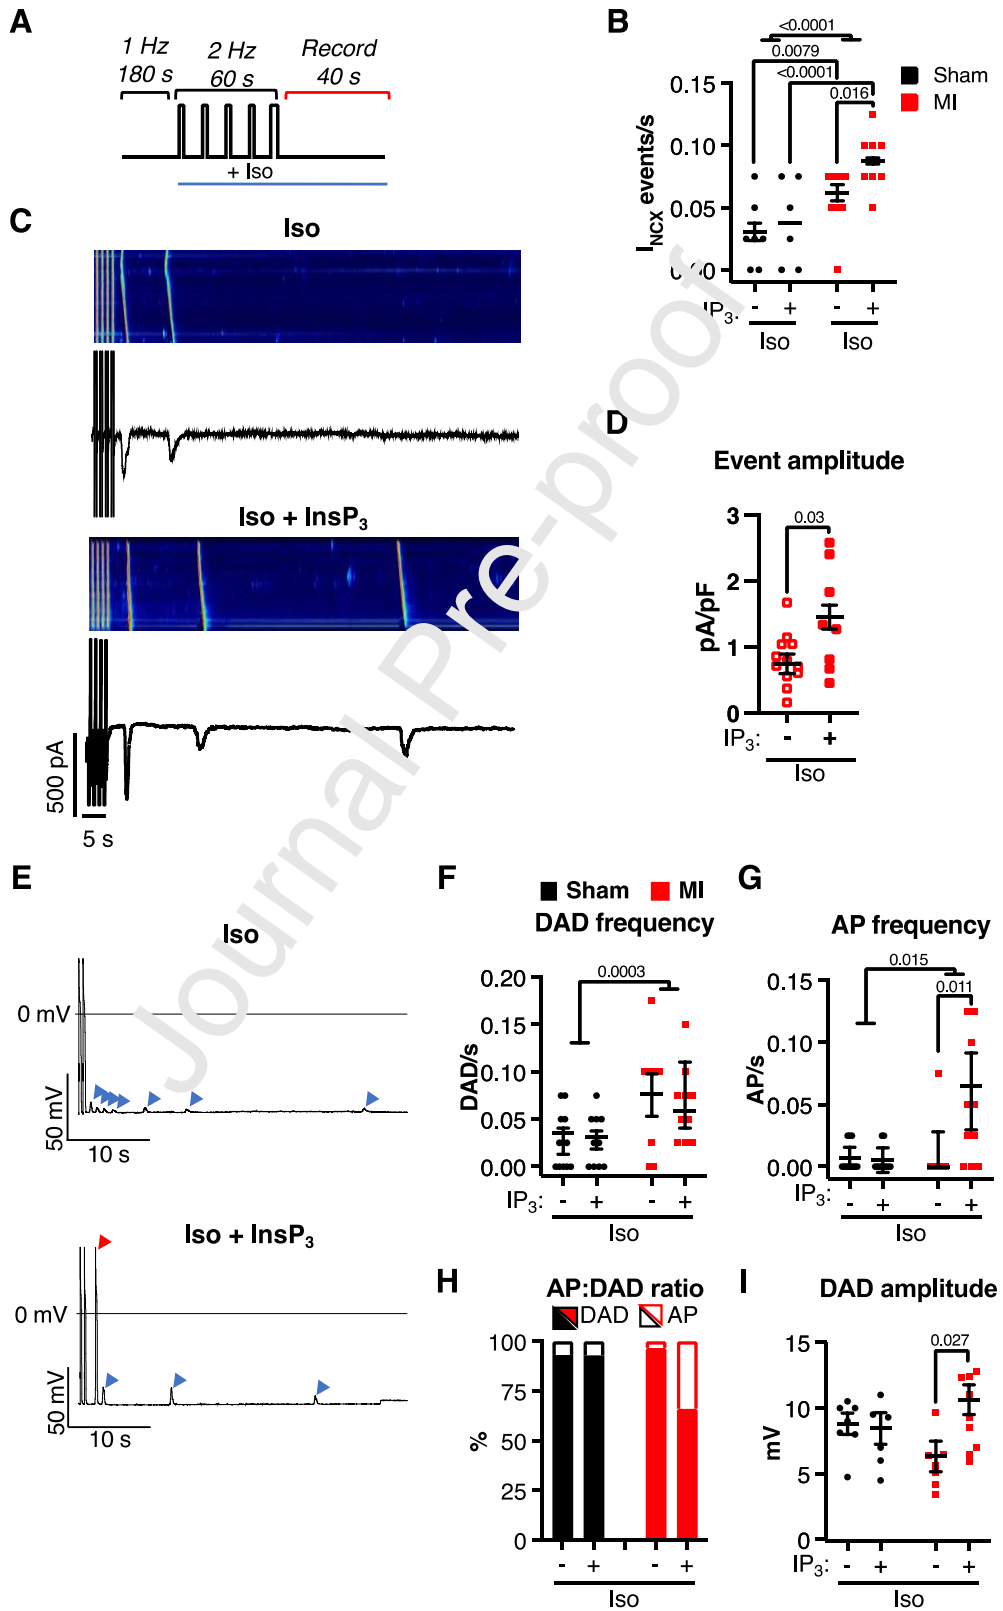 A
1 Hz
180 s
2 Hz
60 s
Record
40 s
+ Iso
B
<0.0001
0.0079
<0.0001
0.016
Sham
MI
I_NCX events/s
0.15
0.10
0.05
0.00
IP₃:
- + - +
Iso Iso
C
Iso
Iso + InsP₃
500 pA
5 s
D
Event amplitude
0.03
pA/pF
3
2
1
0
IP₃: - +
Iso
E
Iso
0 mV
50 mV
10 s
Iso + InsP₃
0 mV
50 mV
10 s
F
Sham MI
DAD frequency
0.0003
DAD/s
0.20
0.15
0.10
0.05
0.00
IP₃: - + - +
Iso
G
AP frequency
0.015
0.011
AP/s
0.15
0.10
0.05
0.00
IP₃: - + - +
Iso
H
AP:DAD ratio
DAD AP
%
100
75
50
25
0
- + - +
Iso
I
DAD amplitude
0.027
mV
15
10
5
0
IP₃: - + - +
Iso
Journal Pre-proof